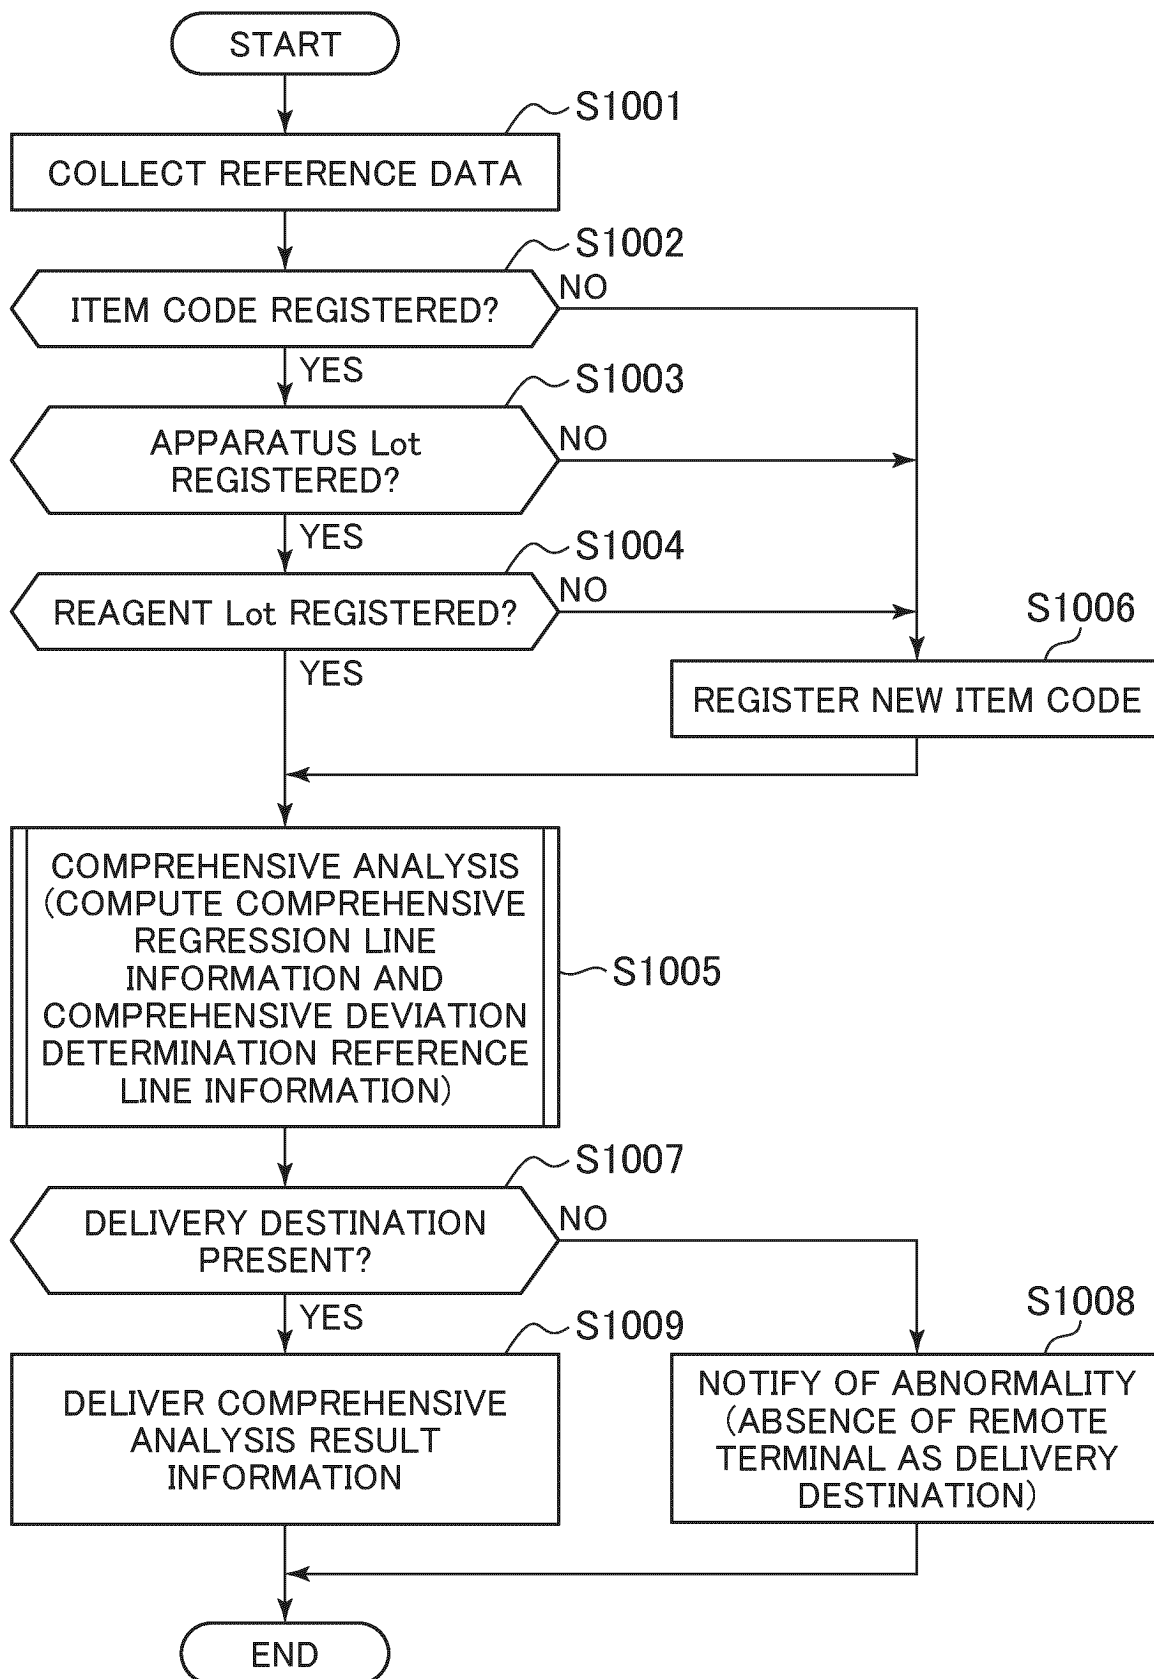 START
S1001
COLLECT REFERENCE DATA
S1002
ITEM CODE REGISTERED?
NO
YES
S1003
APPARATUS Lot
REGISTERED?
NO
YES
S1004
REAGENT Lot REGISTERED?
NO
YES
S1006
REGISTER NEW ITEM CODE
COMPREHENSIVE ANALYSIS
(COMPUTE COMPREHENSIVE
REGRESSION LINE
INFORMATION AND
COMPREHENSIVE DEVIATION
DETERMINATION REFERENCE
LINE INFORMATION)
S1005
S1007
DELIVERY DESTINATION
PRESENT?
NO
YES
S1009
DELIVER COMPREHENSIVE
ANALYSIS RESULT
INFORMATION
S1008
NOTIFY OF ABNORMALITY
(ABSENCE OF REMOTE
TERMINAL AS DELIVERY
DESTINATION)
END